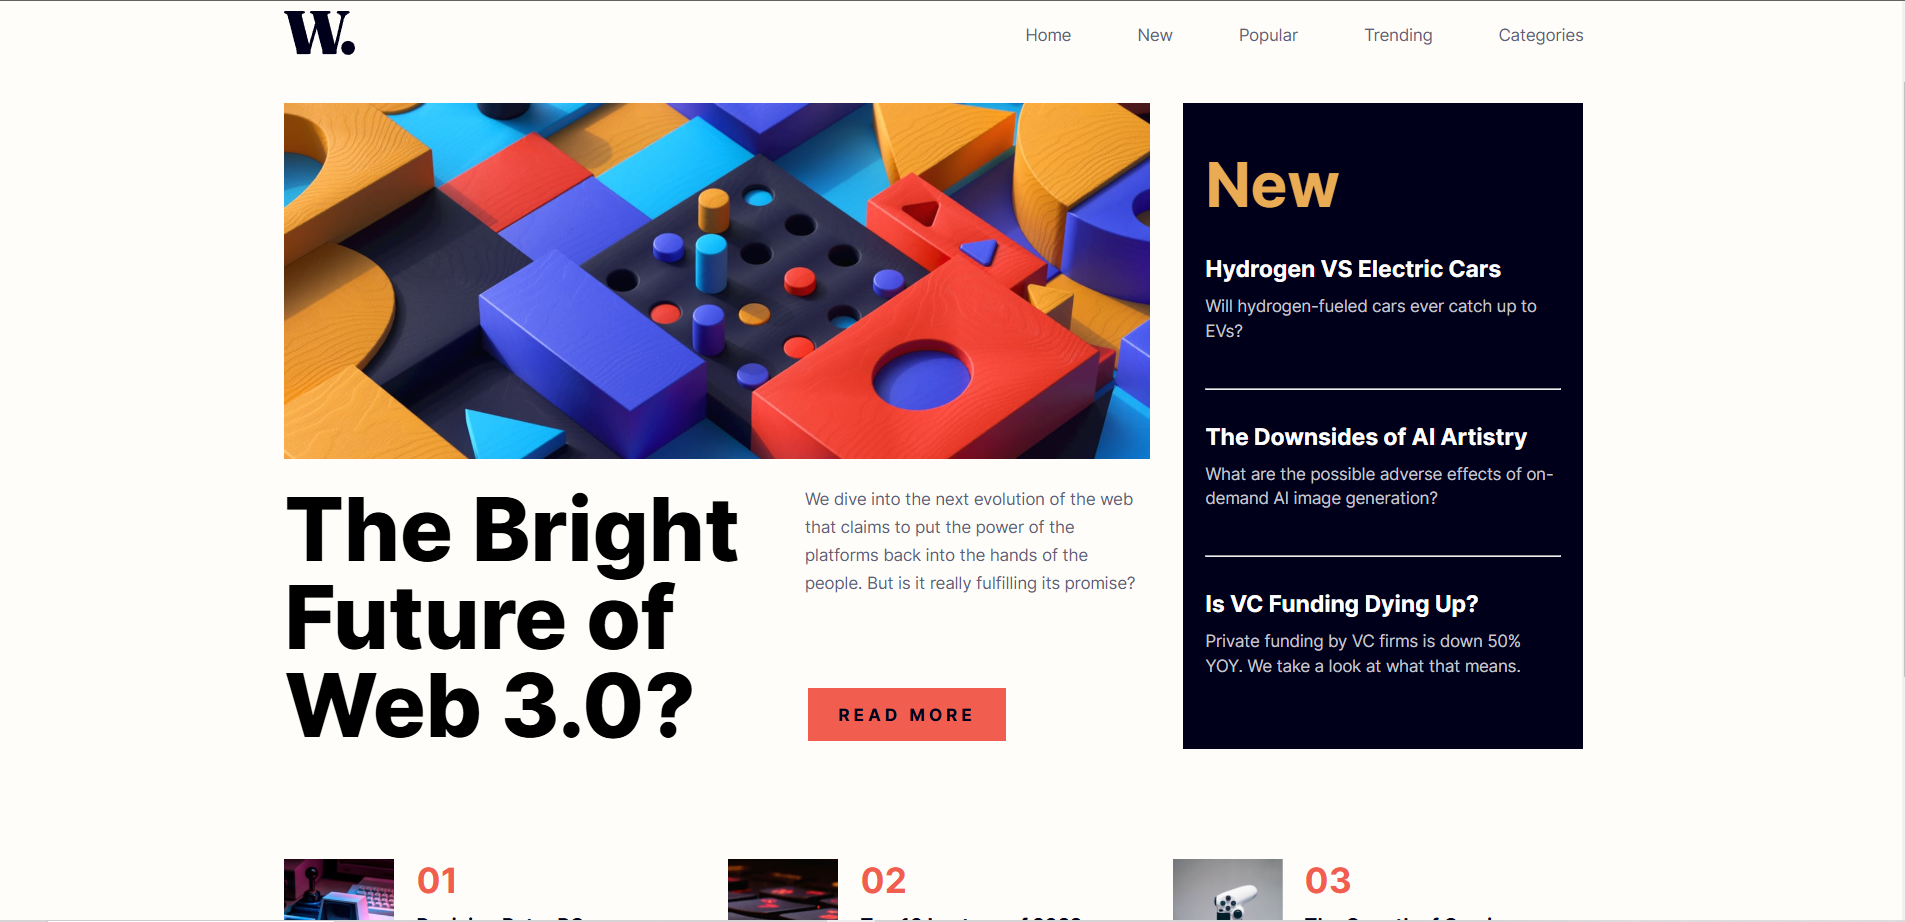 W.
Home New Popular Trending Categories
The Bright
Future of
Web 3.0?
We dive into the next evolution of the web
that claims to put the power of the
platforms back into the hands of the
people. But is it really fulfilling its promise?
READ MORE
New
Hydrogen VS Electric Cars
Will hydrogen-fueled cars ever catch up to
EVs?
The Downsides of AI Artistry
What are the possible adverse effects of on-
demand AI image generation?
Is VC Funding Dying Up?
Private funding by VC firms is down 50%
YOY. We take a look at what that means.
01
02
03